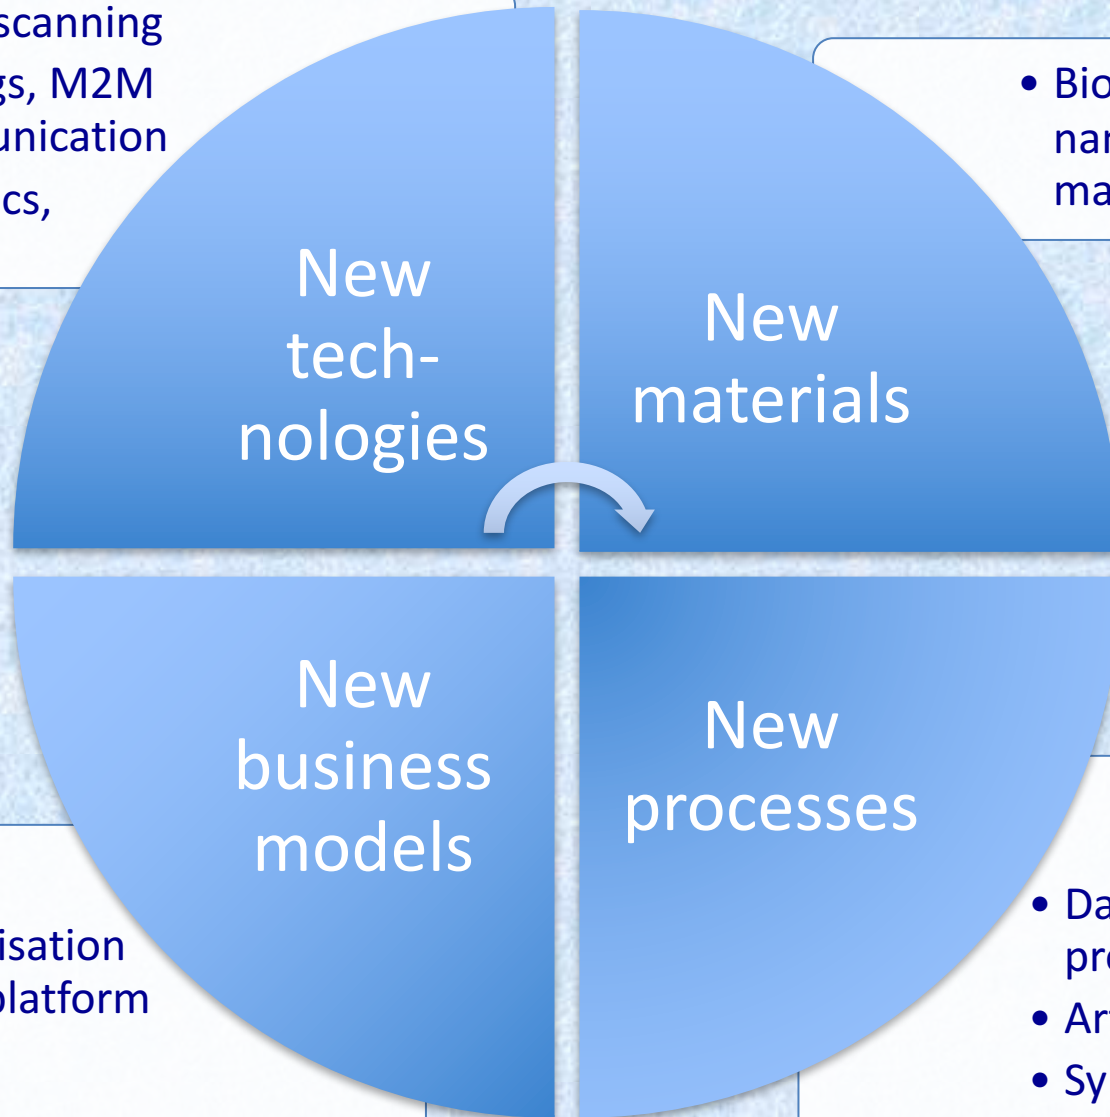 scanning
gs, M2M
unication
cs,
• Bio
nar
ma
New
tech-
nologies
New
materials
New
business
models
New
processes
isation
platform
• Da
pro
• Ar
• Sy